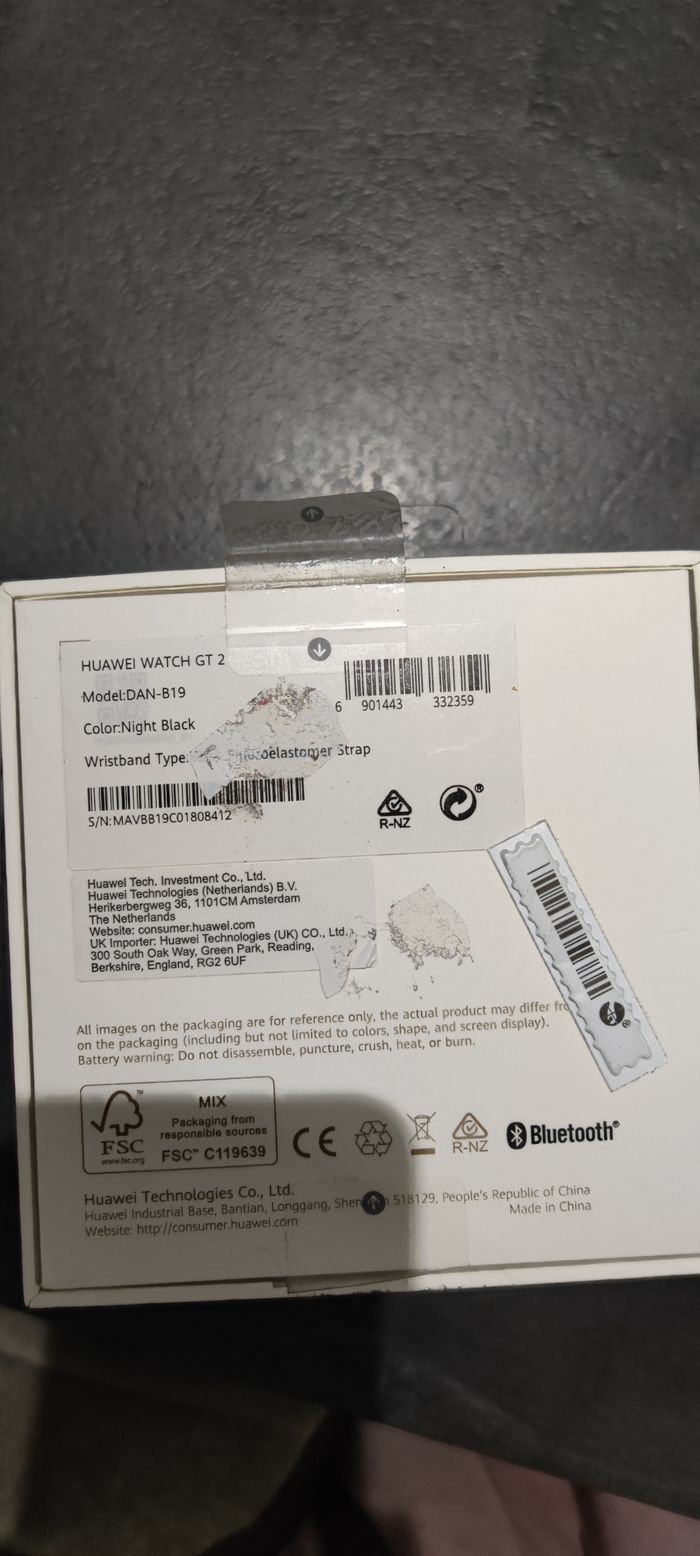 HUAWEI WATCH GT 2
Model:DAN-B19
Color:Night Black
Wristband Type: Strap
S/N:MAVBB19C01808412
6 901443 332359
R-NZ
Huawei Tech. Investment Co., Ltd.
Huawei Technologies (Netherlands) B.V.
Herikerbergweg 36, 1101CM Amsterdam
The Netherlands
Website: consumer.huawei.com
UK Importer: Huawei Technologies (UK) CO., Ltd.,
300 South Oak Way, Green Park, Reading,
Berkshire, England, RG2 6UF
All images on the packaging are for reference only, the actual product may differ
on the packaging (including but not limited to colors, shape, and screen display).
Battery warning: Do not disassemble, puncture, crush, heat, or burn.
FSC
www.fsc.org
MIX
Packaging from
responsible sources
FSC™ C119639
CE
R-NZ
Bluetooth®
Huawei Technologies Co., Ltd.
Huawei Industrial Base, Bantian, Longgang, 518129, People's Republic of China
Website: http://consumer.huawei.com
Made in China